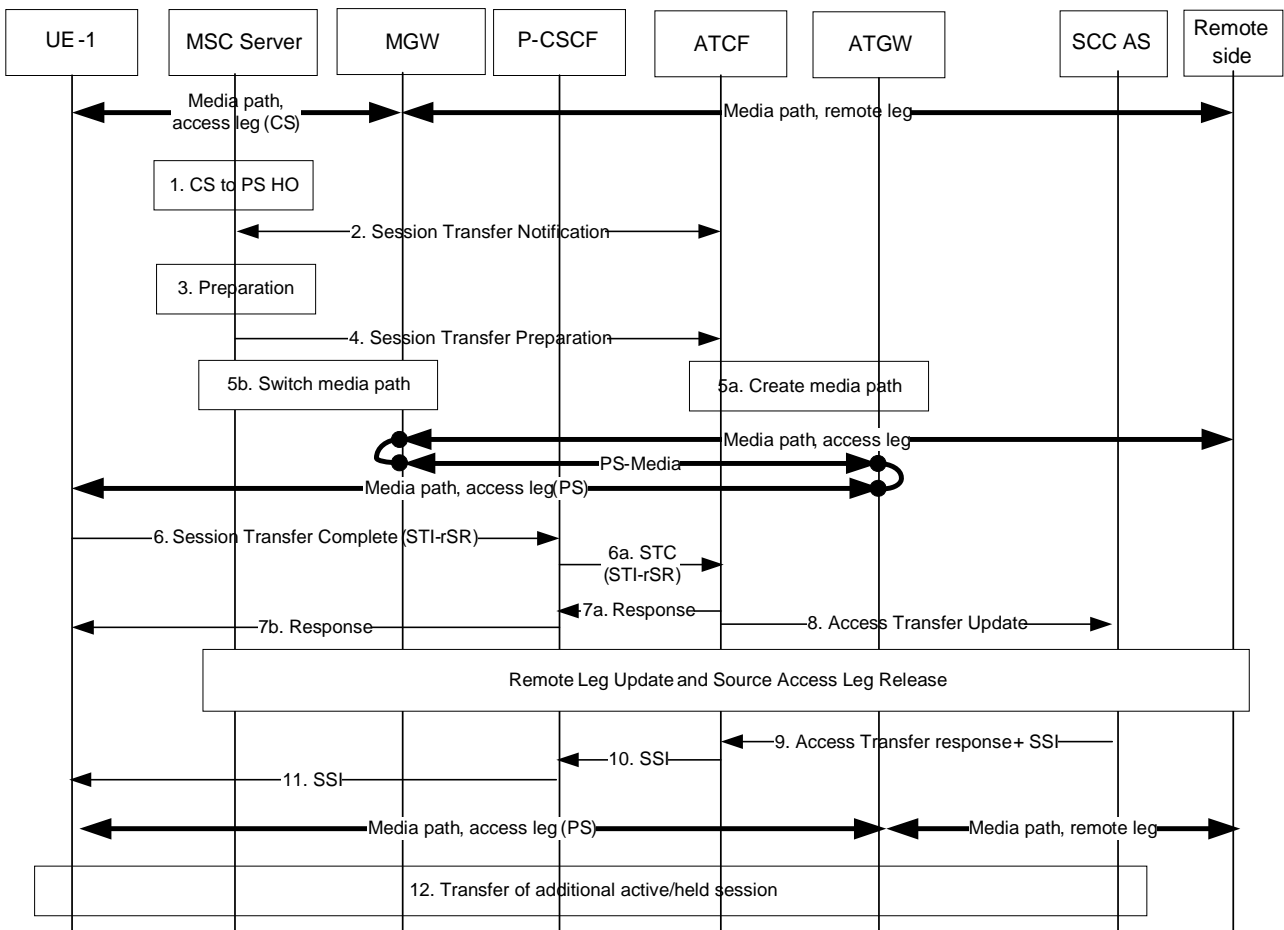 UE-1
MSC Server
MGW
P-CSCF
ATCF
ATGW
SCC AS
Remote
side
Media path,
access leg (CS)
Media path, remote leg
1. CS to PS HO
2. Session Transfer Notification
3. Preparation
4. Session Transfer Preparation
5b. Switch media path
5a. Create media path
Media path, access leg
PS-Media
Media path, access leg(PS)
6. Session Transfer Complete (STI-rSR)
6a. STC
(STI-rSR)
7a. Response
7b. Response
8. Access Transfer Update
Remote Leg Update and Source Access Leg Release
9. Access Transfer response + SSI
10. SSI
11. SSI
Media path, access leg (PS)
Media path, remote leg
12. Transfer of additional active/held session